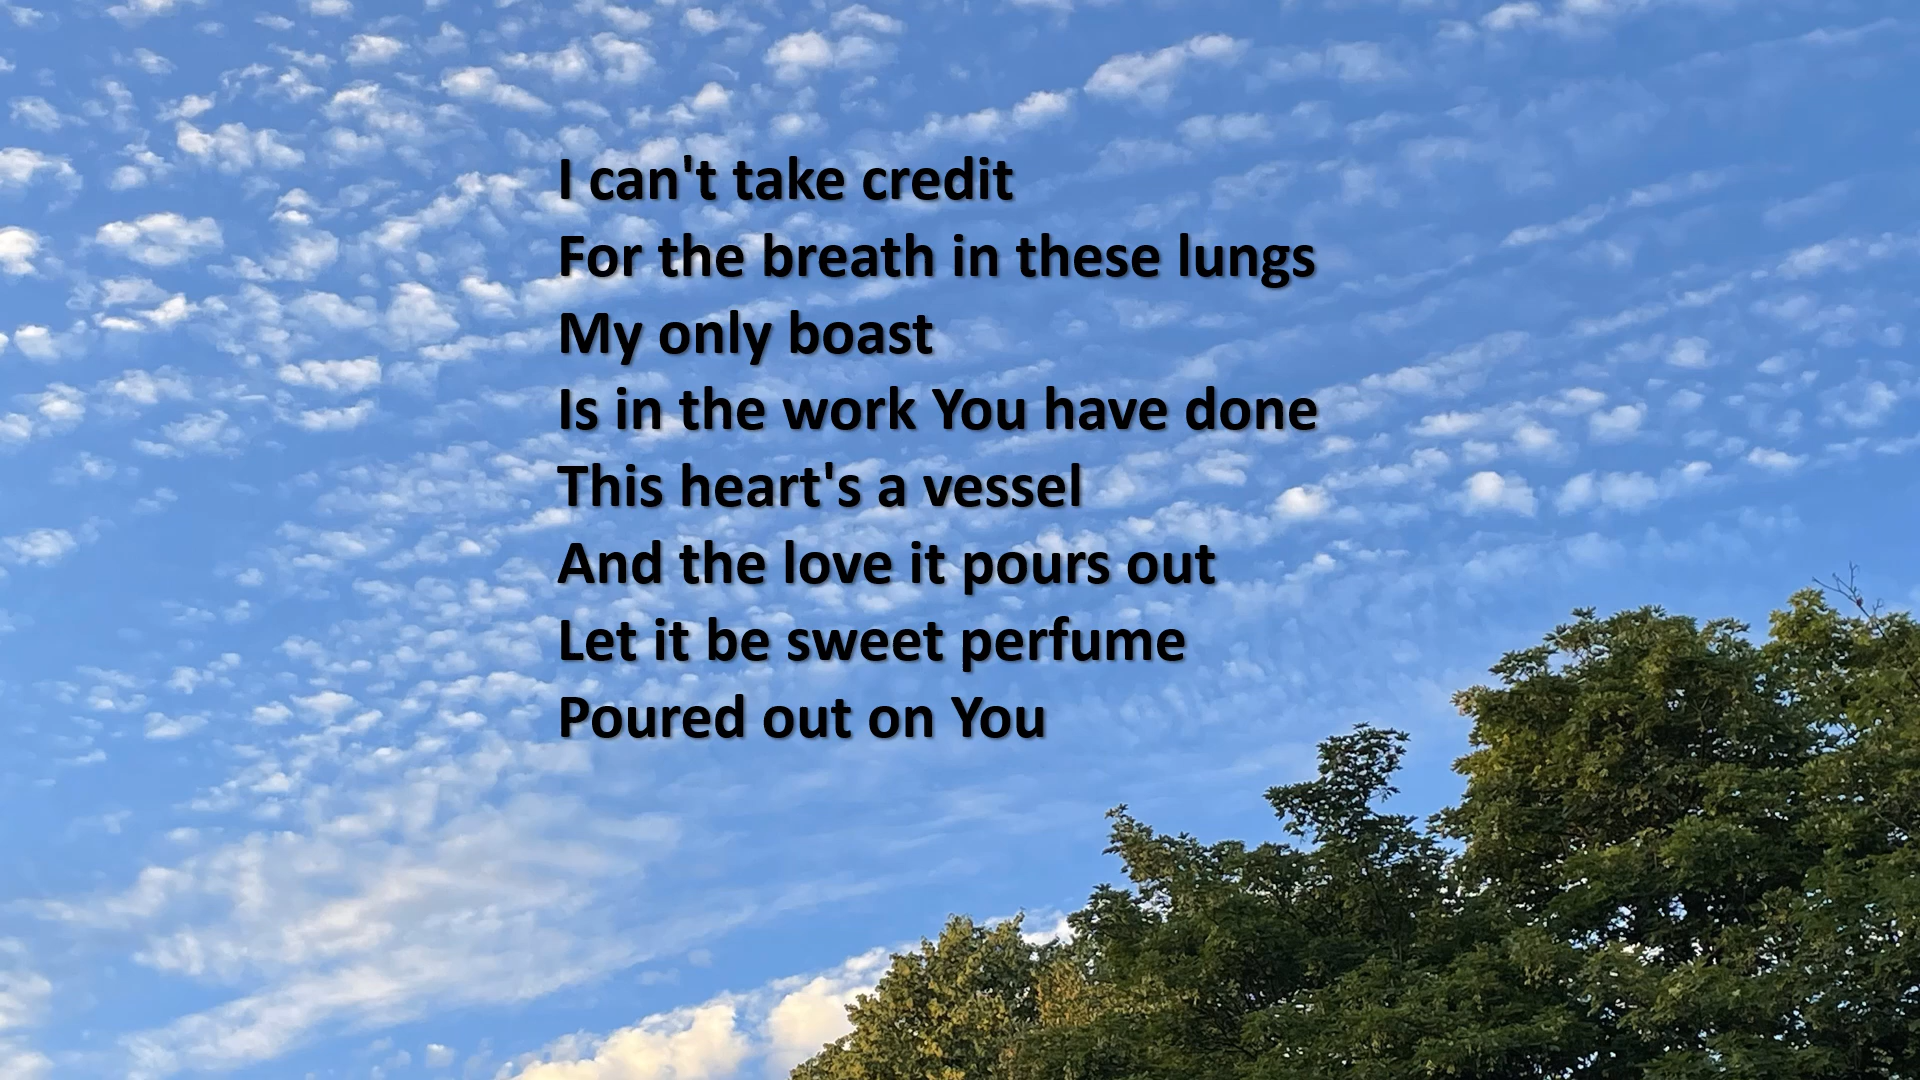 I can't take credit
For the breath in these lungs
My only boast
Is in the work You have done
This heart's a vessel
And the love it pours out
Let it be sweet perfume
Poured out on You